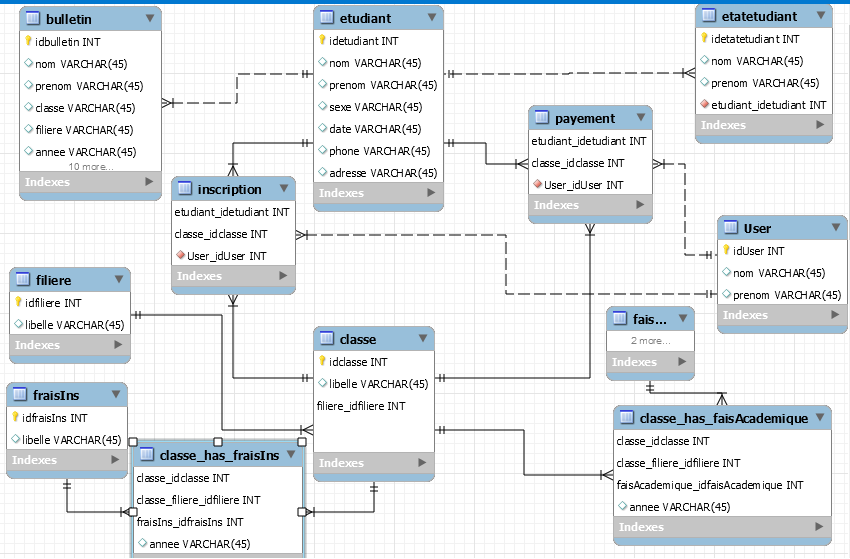 bulletin
idbulletin INT
nom VARCHAR(45)
prenom VARCHAR(45)
classe VARCHAR(45)
filiere VARCHAR(45)
annee VARCHAR(45)
10 more...
Indexes
etudiant
idetudiant INT
nom VARCHAR(45)
prenom VARCHAR(45)
sexe VARCHAR(45)
date VARCHAR(45)
phone VARCHAR(45)
adresse VARCHAR(45)
Indexes
etatetudiant
idetatetudiant INT
nom VARCHAR(45)
prenom VARCHAR(45)
etudiant_idetudiant INT
Indexes
payement
etudiant_idetudiant INT
classe_idclasse INT
User_idUser INT
Indexes
inscription
etudiant_idetudiant INT
classe_idclasse INT
User_idUser INT
Indexes
User
idUser INT
nom VARCHAR(45)
prenom VARCHAR(45)
Indexes
filiere
idfiliere INT
libelle VARCHAR(45)
Indexes
classe
idclasse INT
libelle VARCHAR(45)
filiere_idfiliere INT
Indexes
fais...
2 more...
Indexes
fraisIns
idfraisIns INT
libelle VARCHAR(45)
Indexes
classe_has_fraisIns
classe_idclasse INT
classe_filiere_idfiliere INT
fraisIns_idfraisIns INT
annee VARCHAR(45)
classe_has_faisAcademique
classe_idclasse INT
classe_filiere_idfiliere INT
faisAcademique_idfaisAcademique INT
annee VARCHAR(45)
Indexes